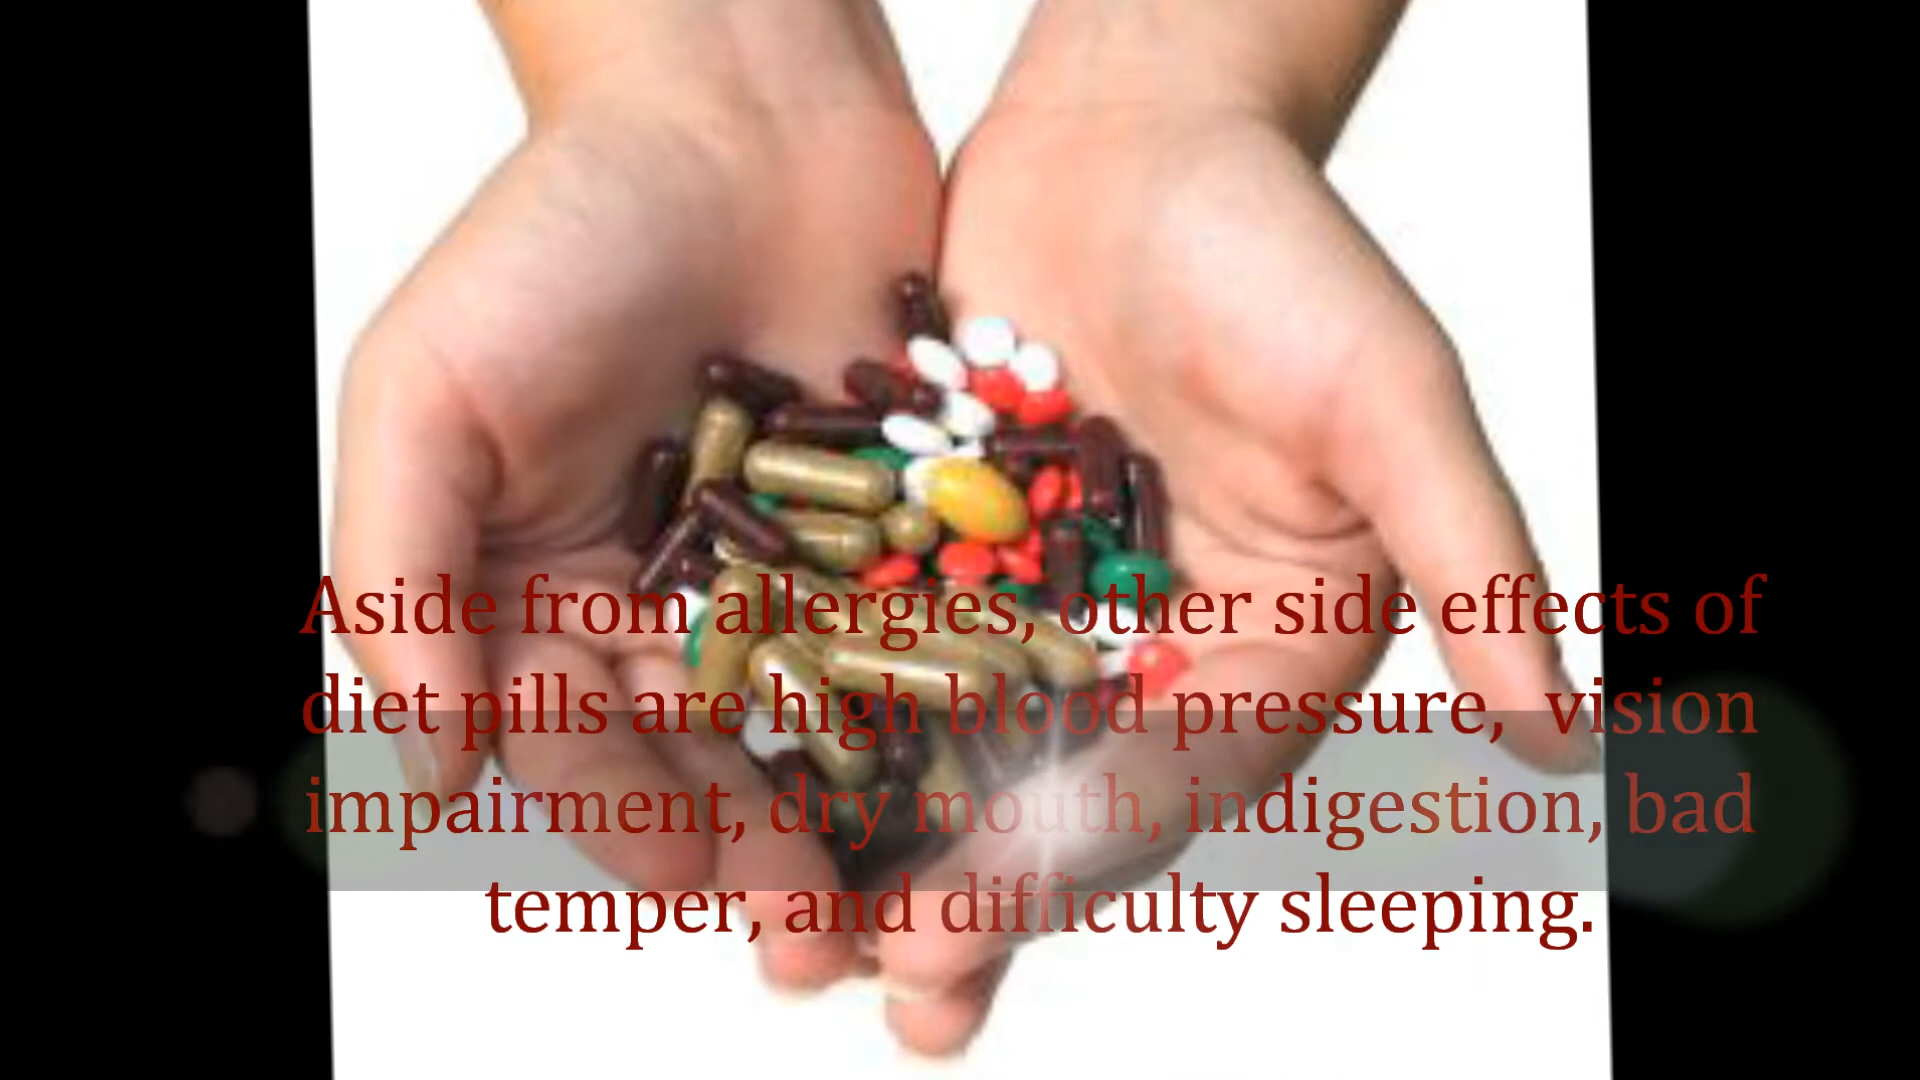 Aside from allergies, other side effects of
diet pills are high blood pressure,  vision
impairment, dry mouth, indigestion, bad
temper, and difficulty sleeping.